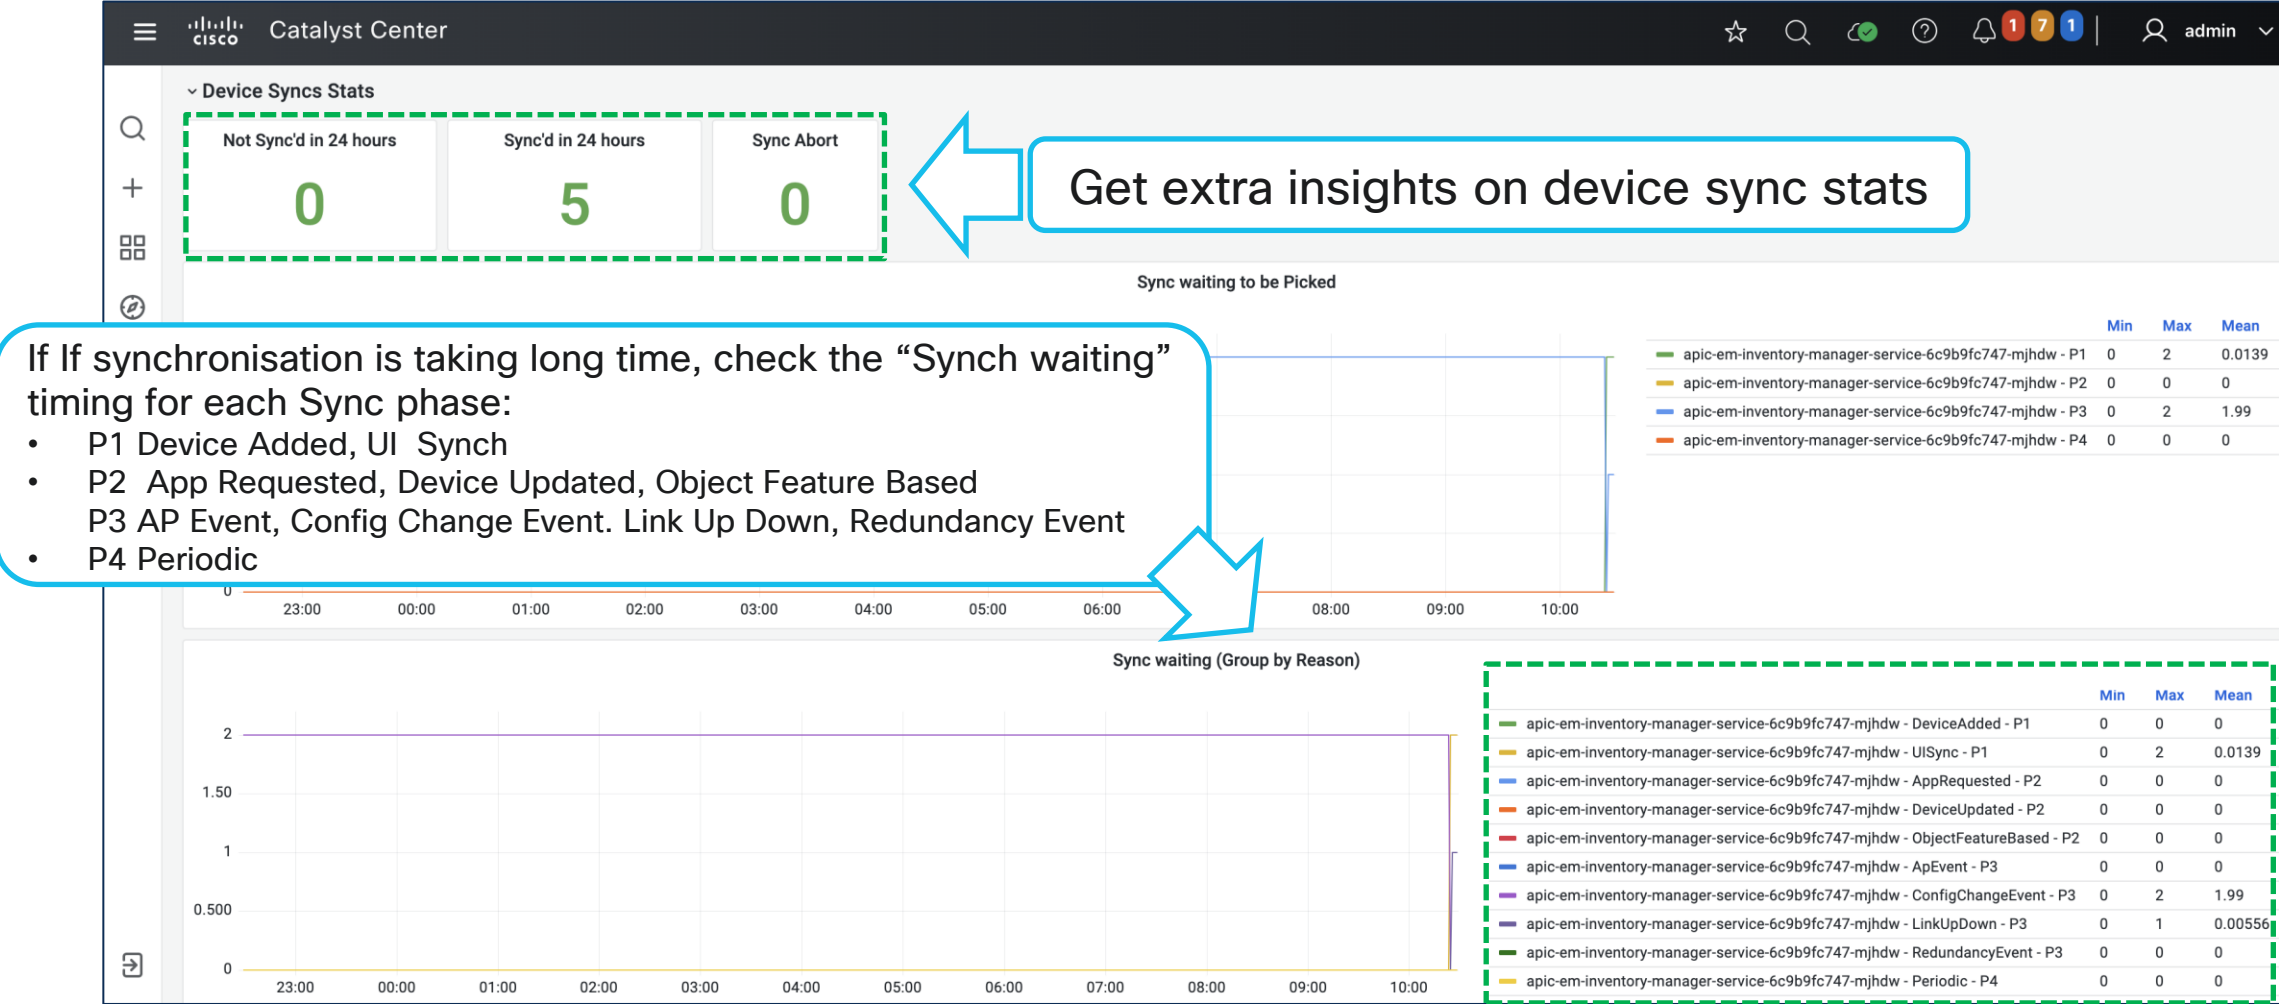 cisco Catalyst Center
1 7 1 admin
Device Syncs Stats
Not Sync'd in 24 hours
0
Sync'd in 24 hours
5
Sync Abort
0
Get extra insights on device sync stats
Sync waiting to be Picked
If If synchronisation is taking long time, check the “Synch waiting”
timing for each Sync phase:
• P1 Device Added, UI Synch
• P2 App Requested, Device Updated, Object Feature Based
P3 AP Event, Config Change Event. Link Up Down, Redundancy Event
• P4 Periodic
0
23:00 00:00 01:00 02:00 03:00 04:00 05:00 06:00 08:00 09:00 10:00
Min Max Mean
apic-em-inventory-manager-service-6c9b9fc747-mjhdw - P1 0 2 0.0139
apic-em-inventory-manager-service-6c9b9fc747-mjhdw - P2 0 0 0
apic-em-inventory-manager-service-6c9b9fc747-mjhdw - P3 0 2 1.99
apic-em-inventory-manager-service-6c9b9fc747-mjhdw - P4 0 0 0
Sync waiting (Group by Reason)
2
1.50
1
0.500
0
23:00 00:00 01:00 02:00 03:00 04:00 05:00 06:00 07:00 08:00 09:00 10:00
Min Max Mean
apic-em-inventory-manager-service-6c9b9fc747-mjhdw - DeviceAdded - P1 0 0 0
apic-em-inventory-manager-service-6c9b9fc747-mjhdw - UISync - P1 0 2 0.0139
apic-em-inventory-manager-service-6c9b9fc747-mjhdw - AppRequested - P2 0 0 0
apic-em-inventory-manager-service-6c9b9fc747-mjhdw - DeviceUpdated - P2 0 0 0
apic-em-inventory-manager-service-6c9b9fc747-mjhdw - ObjectFeatureBased - P2 0 0 0
apic-em-inventory-manager-service-6c9b9fc747-mjhdw - ApEvent - P3 0 0 0
apic-em-inventory-manager-service-6c9b9fc747-mjhdw - ConfigChangeEvent - P3 0 2 1.99
apic-em-inventory-manager-service-6c9b9fc747-mjhdw - LinkUpDown - P3 0 1 0.00556
apic-em-inventory-manager-service-6c9b9fc747-mjhdw - RedundancyEvent - P3 0 0 0
apic-em-inventory-manager-service-6c9b9fc747-mjhdw - Periodic - P4 0 0 0